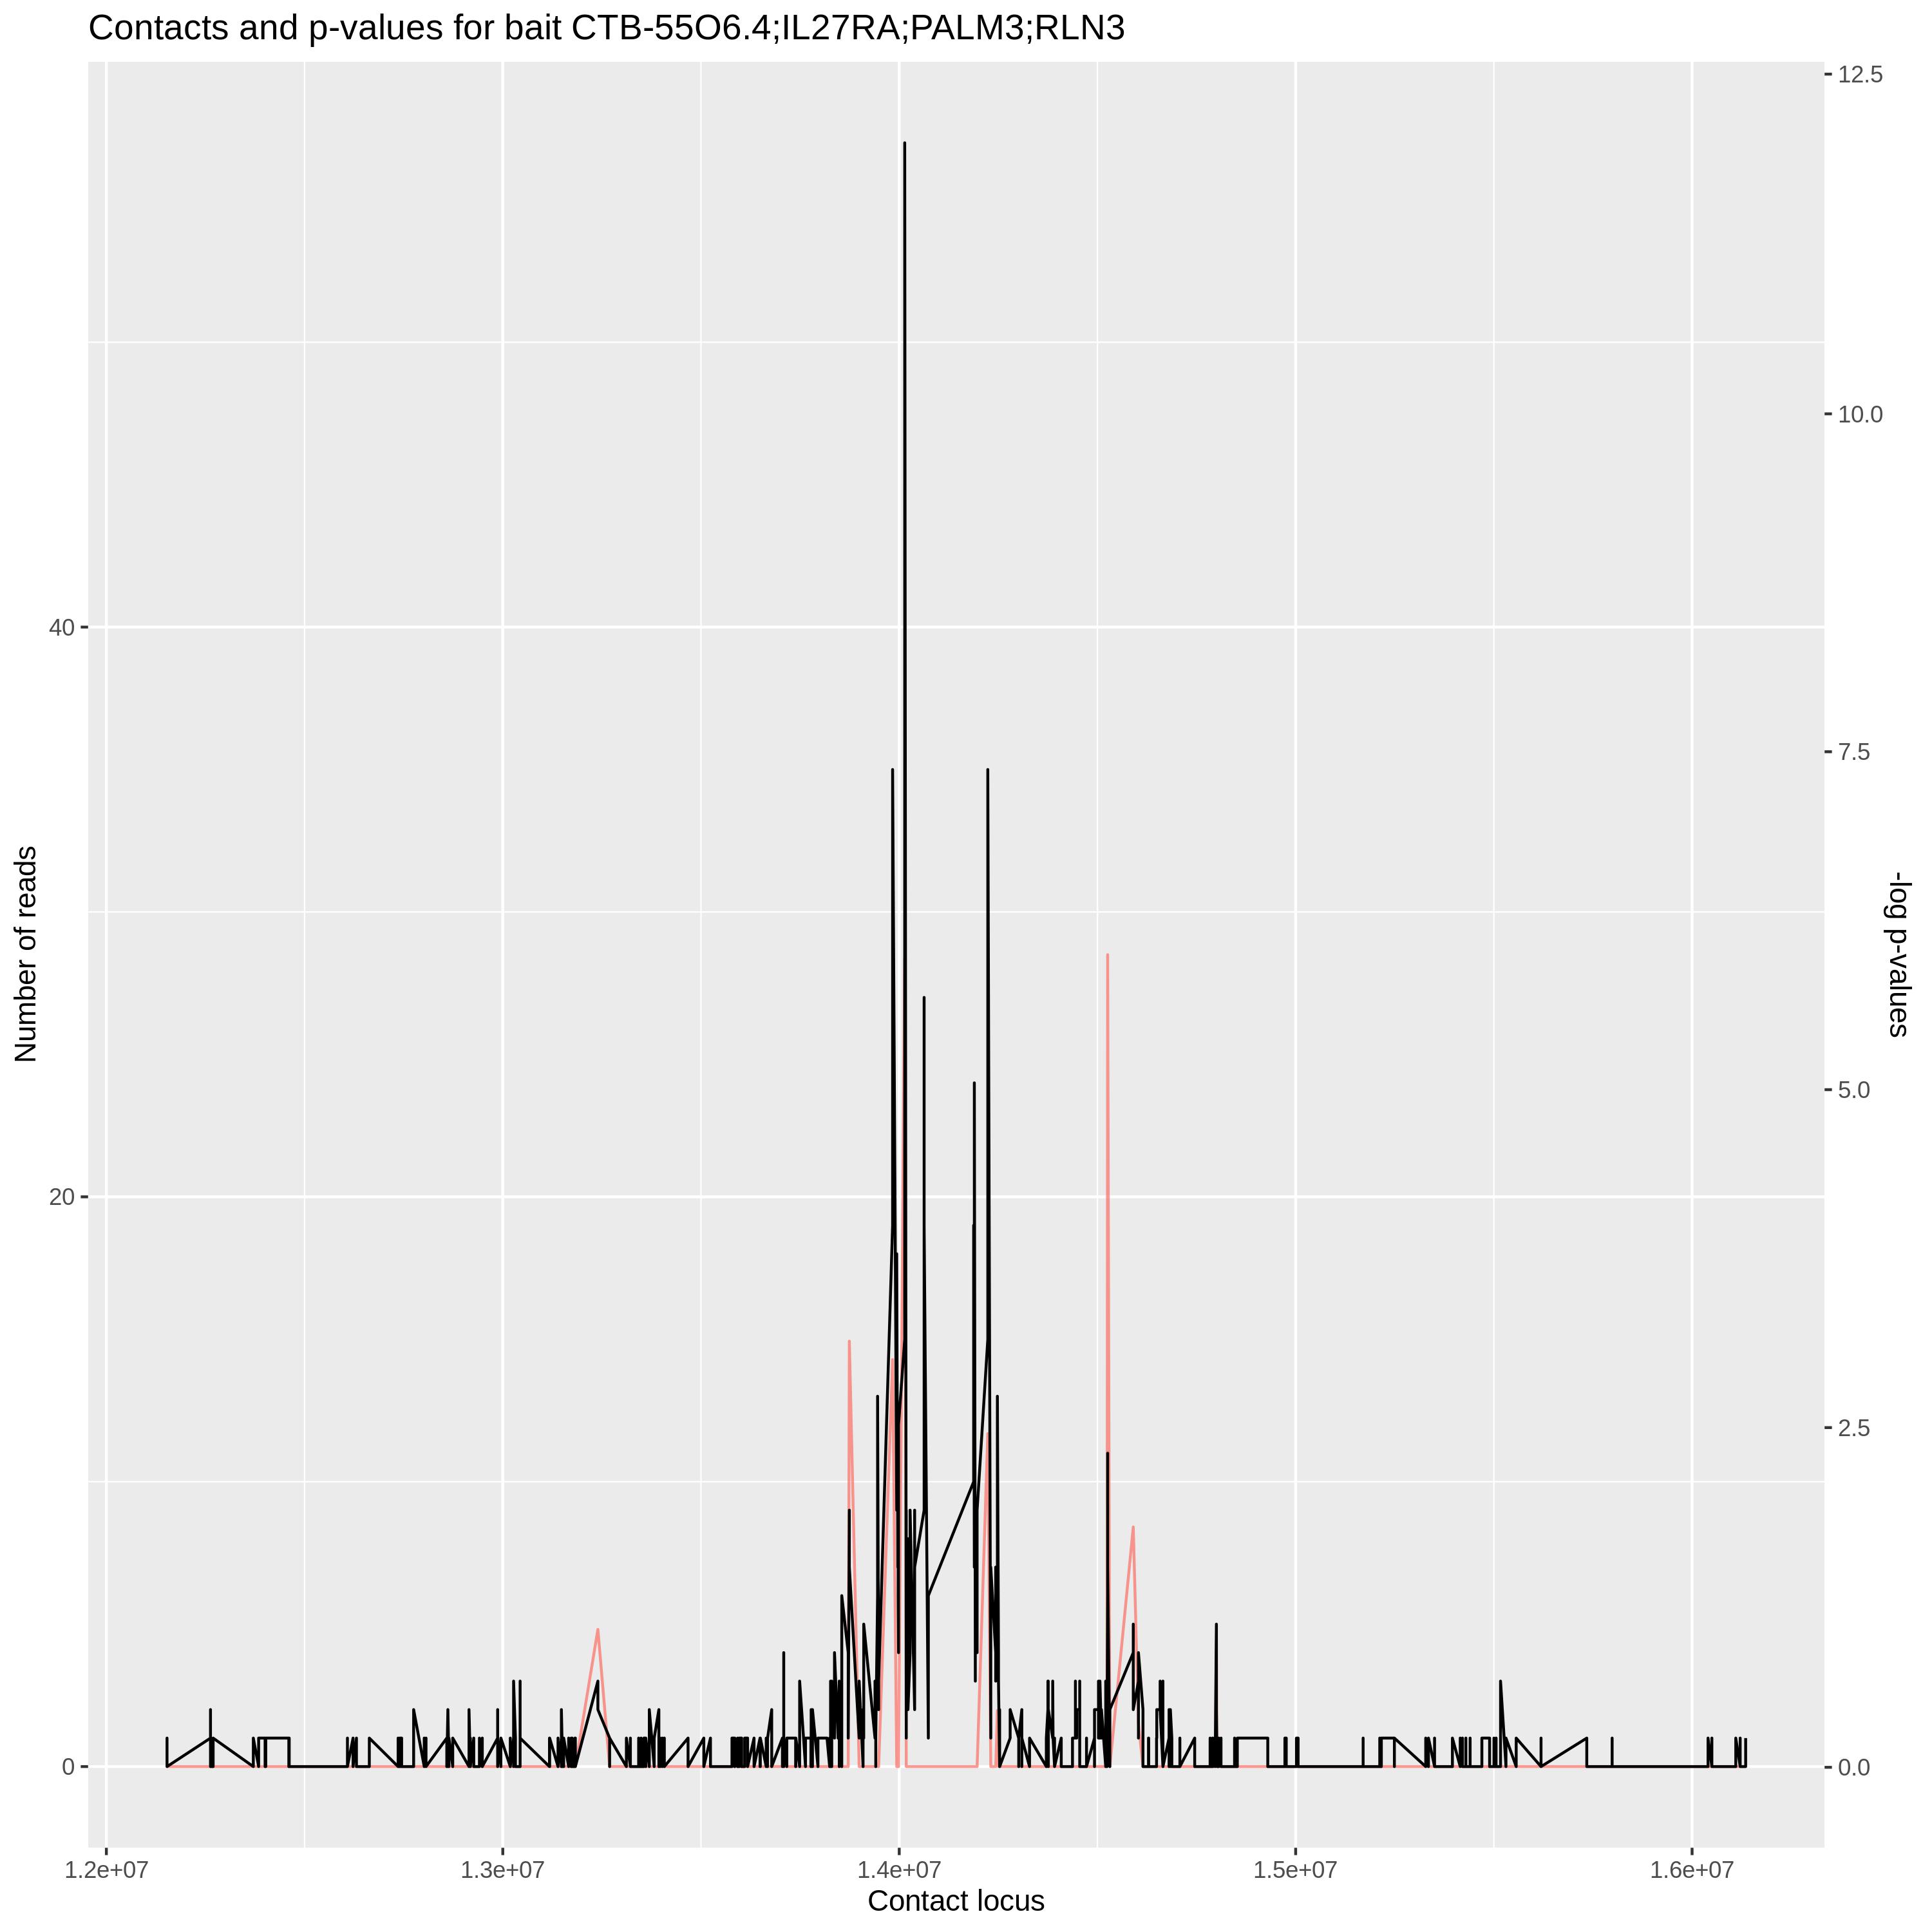 Contacts and p-values for bait CTB-55O6.4;IL27RA;PALM3;RLN3
12.5
10.0
7.5
5.0
2.5
0.0
40
20
0
Number of reads
-log p-values
1.2e+07 1.3e+07 1.4e+07 1.5e+07 1.6e+07
Contact locus